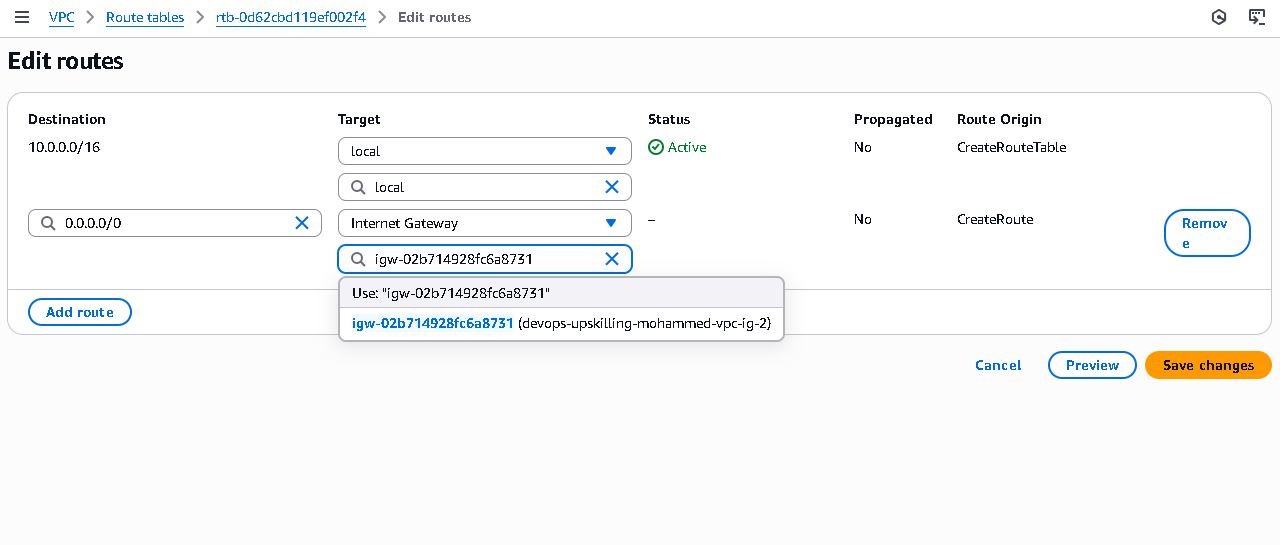 VPC > Route tables > rtb-0d62cbd119ef002f4 > Edit routes
Edit routes
Destination Target Status Propagated Route Origin
10.0.0.0/16 local Active No CreateRouteTable
local
0.0.0.0/0 Internet Gateway – No CreateRoute Remov
e
igw-02b714928fc6a8731
Use: "igw-02b714928fc6a8731"
igw-02b714928fc6a8731 (devops-upskilling-mohammed-vpc-ig-2)
Add route
Cancel Preview Save changes